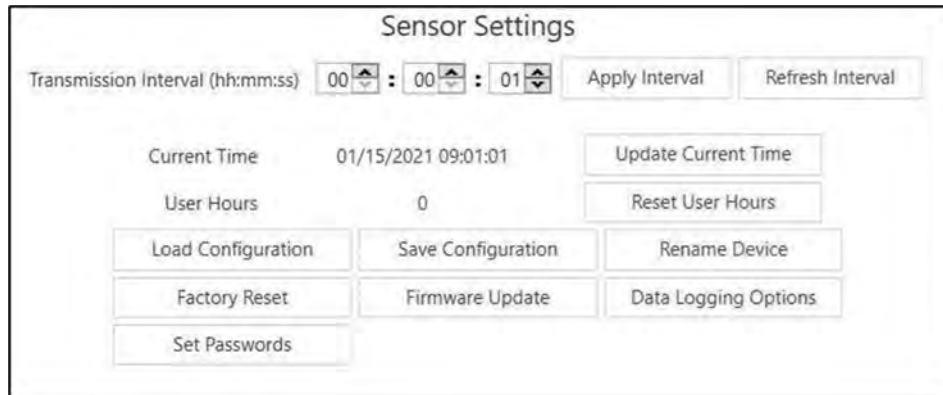 Sensor Settings
Transmission Interval (hh:mm:ss) 00 : 00 : 01 Apply Interval Refresh Interval
Current Time 01/15/2021 09:01:01 Update Current Time
User Hours 0 Reset User Hours
Load Configuration Save Configuration Rename Device
Factory Reset Firmware Update Data Logging Options
Set Passwords